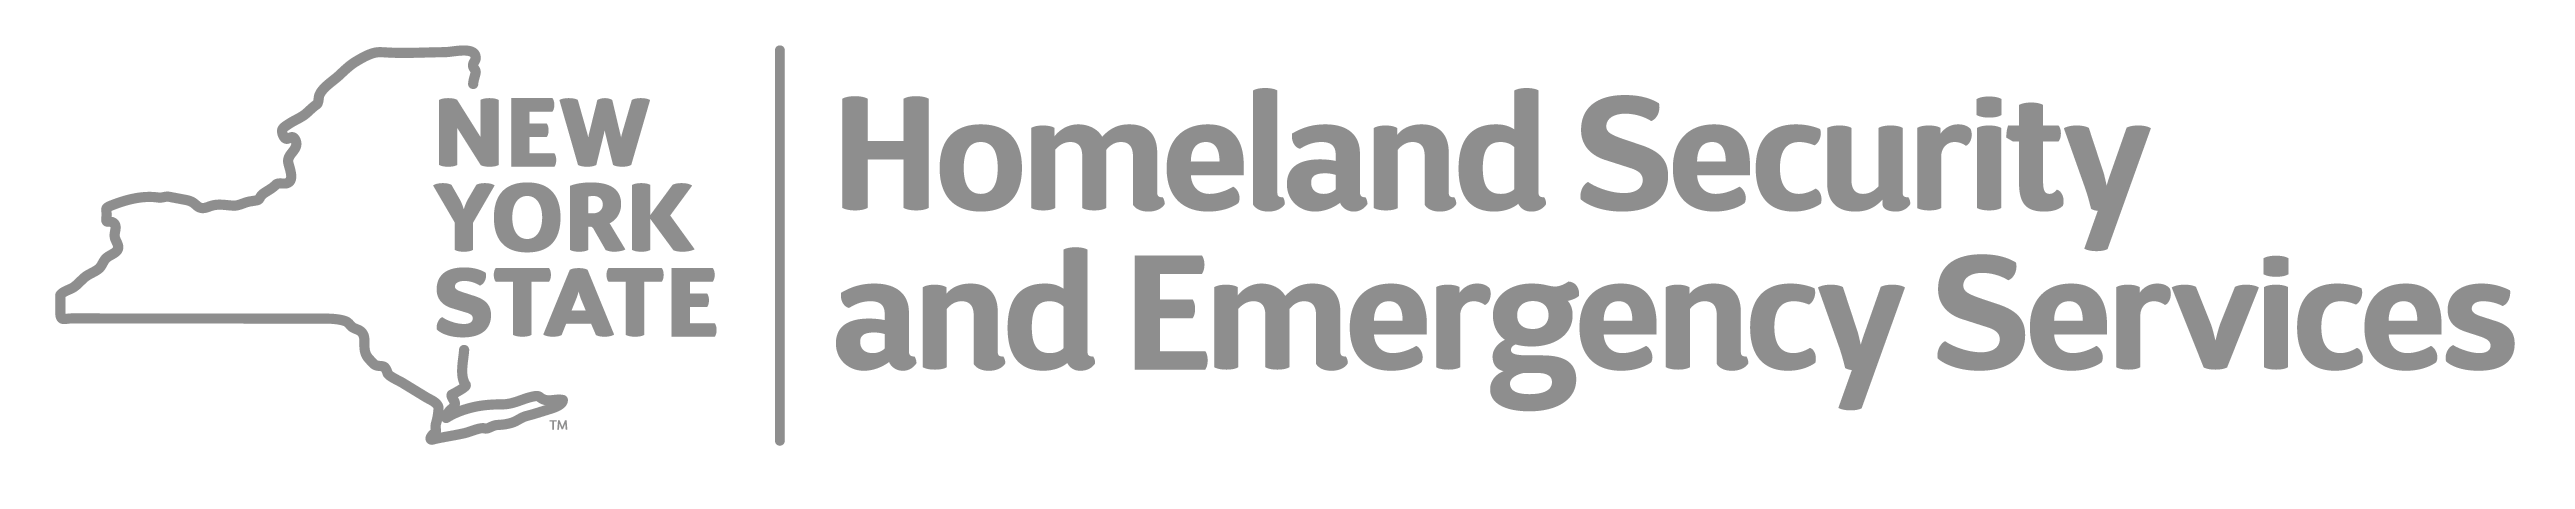 NEW
YORK
STATE
TM
Homeland Security
and Emergency Services